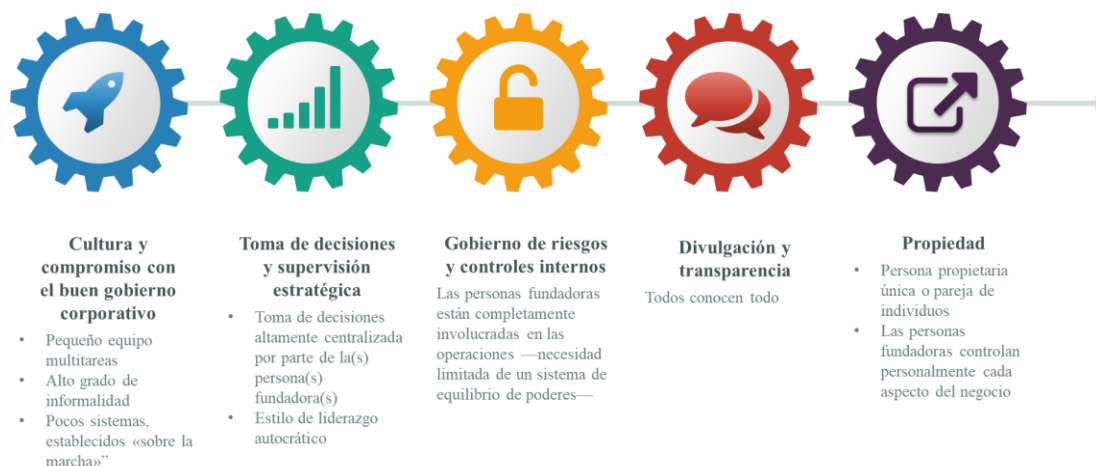 Cultura y
compromiso con
el buen gobierno
corporativo
• Pequeño equipo
multitareas
• Alto grado de
informalidad
• Pocos sistemas,
establecidos «sobre la
marcha»”
Toma de decisiones
y supervisión
estratégica
• Toma de decisiones
altamente centralizada
por parte de la(s)
persona(s)
fundadora(s)
• Estilo de liderazgo
autocrático
Gobierno de riesgos
y controles internos
Las personas fundadoras
están completamente
involucradas en las
operaciones —necesidad
limitada de un sistema de
equilibrio de poderes—
Divulgación y
transparencia
Todos conocen todo
Propiedad
• Persona propietaria
única o pareja de
individuos
• Las personas
fundadoras controlan
personalmente cada
aspecto del negocio